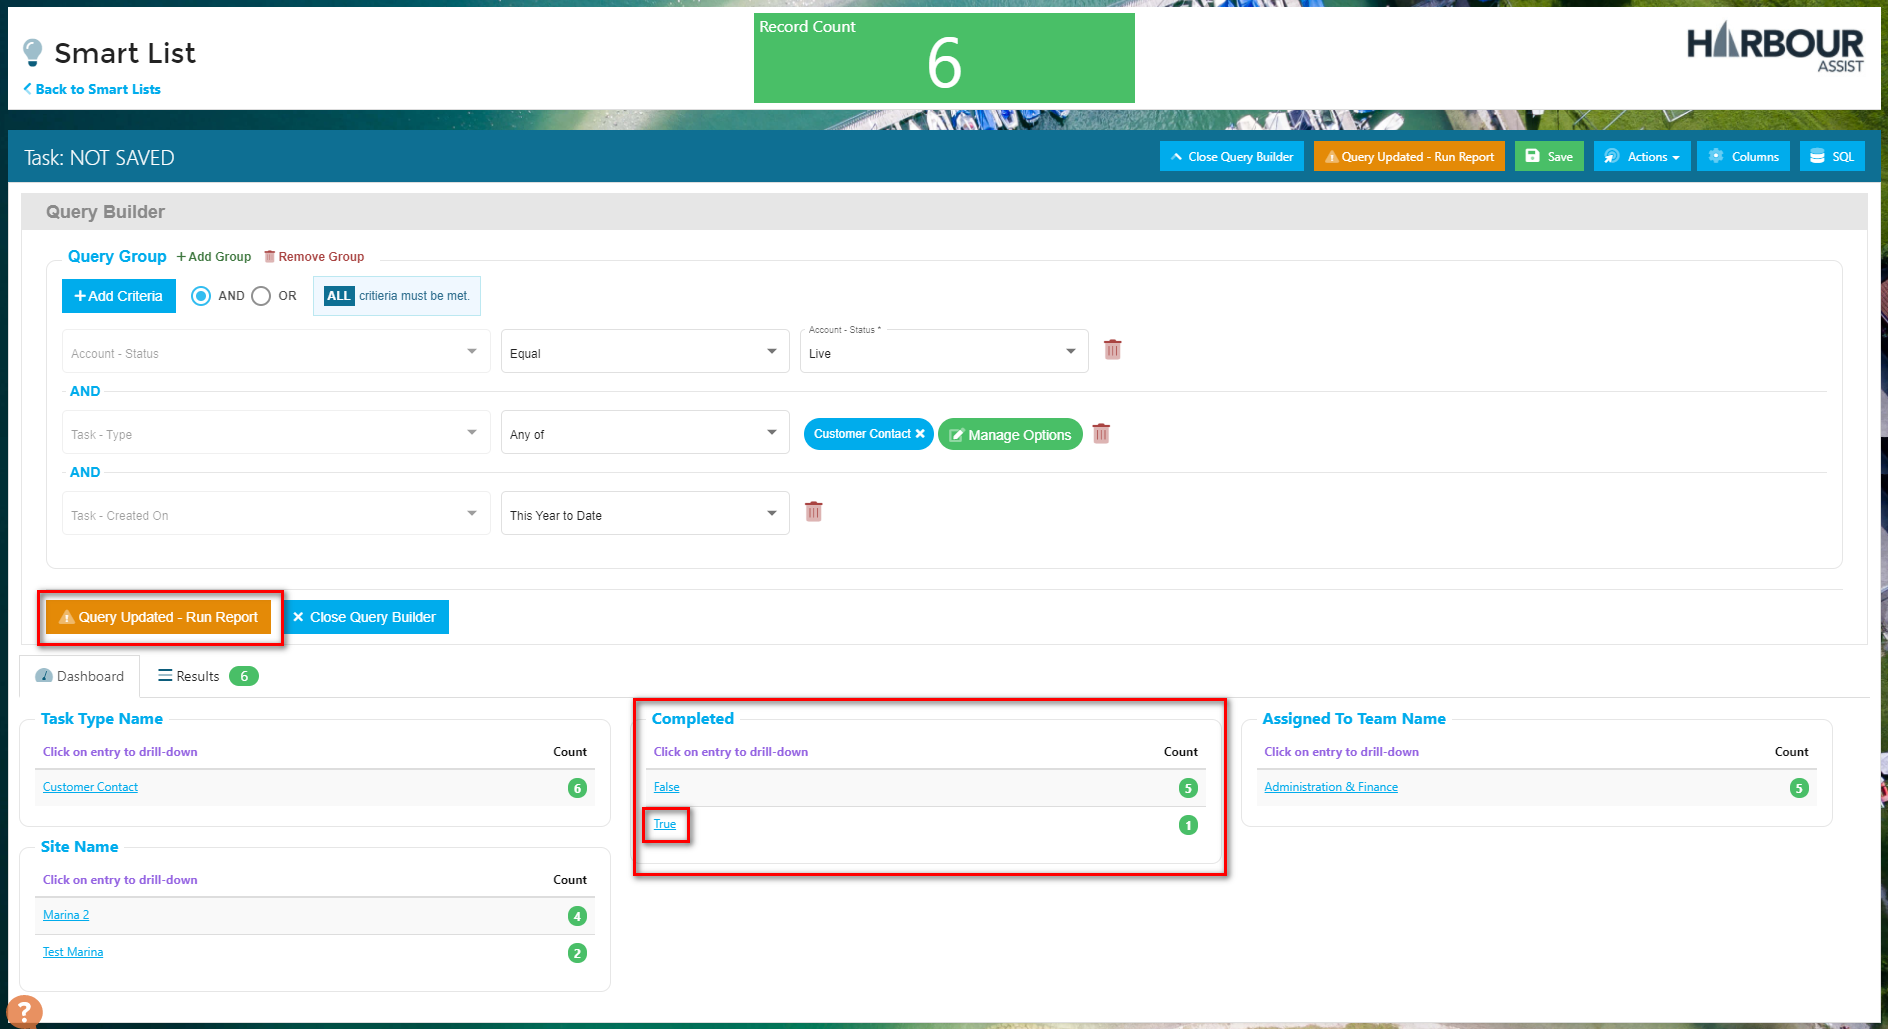 Smart List
Back to Smart Lists
Record Count
6
HARBOUR
ASSIST
Task: NOT SAVED
Close Query Builder
Query Updated - Run Report
Save
Actions
Columns
SQL
Query Builder
Query Group
+ Add Group
Remove Group
+ Add Criteria
AND
OR
ALL critieria must be met.
Account - Status
Equal
Account - Status *
Live
AND
Task - Type
Any of
Customer Contact ×
Manage Options
AND
Task - Created On
This Year to Date
Query Updated - Run Report
× Close Query Builder
Dashboard
Results 6
Task Type Name
Click on entry to drill-down Count
Customer Contact 6
Site Name
Click on entry to drill-down Count
Marina 2 4
Test Marina 2
Completed
Click on entry to drill-down Count
False 5
True 1
Assigned To Team Name
Click on entry to drill-down Count
Administration & Finance 5
?